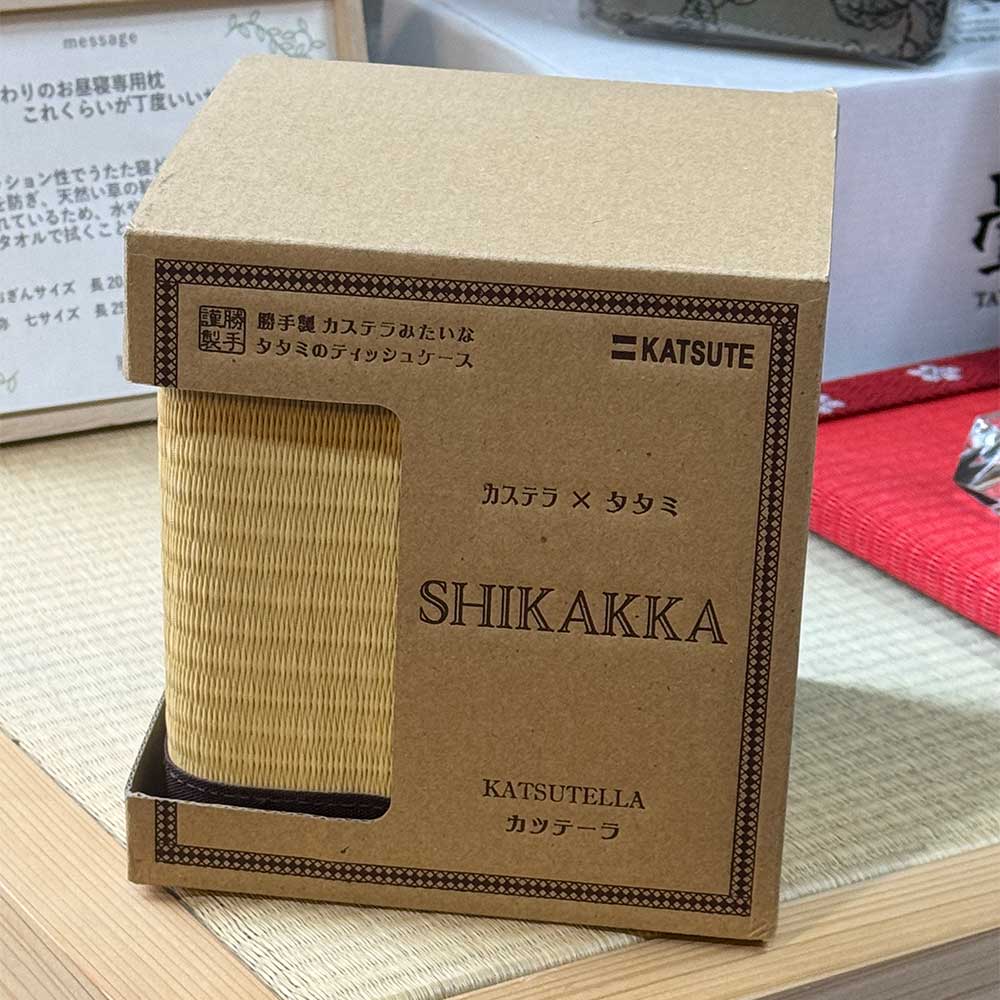 message
わりのお昼寝専用枕
これくらいが丁度いい
ション性でうたた寝
を防ぎ、天然い草の
れているため、水や
タオルで拭くこと
ぎんサイズ 長20
七サイズ 長25
謹製
勝手
勝手製 カステラみたいな
タタミのティッシュケース
KATSUTE
カステラ × タタミ
SHIKAKKA
KATSUTELLA
カツテーラ
TA